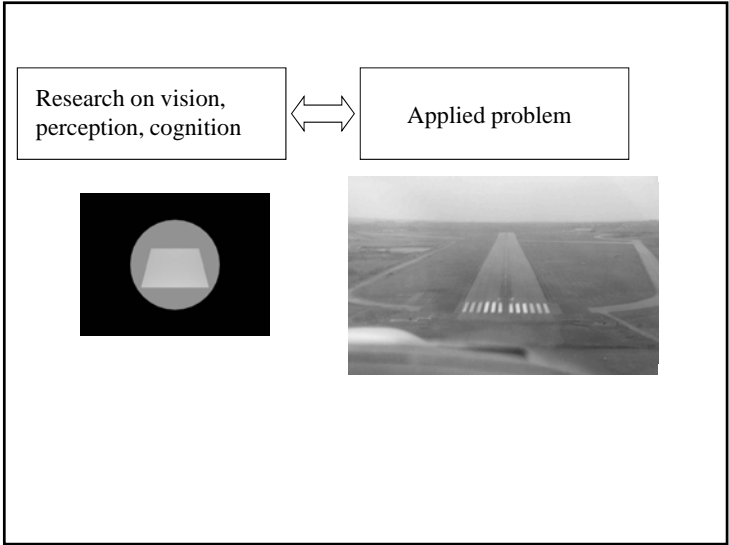 Research on vision,
perception, cognition
Applied problem